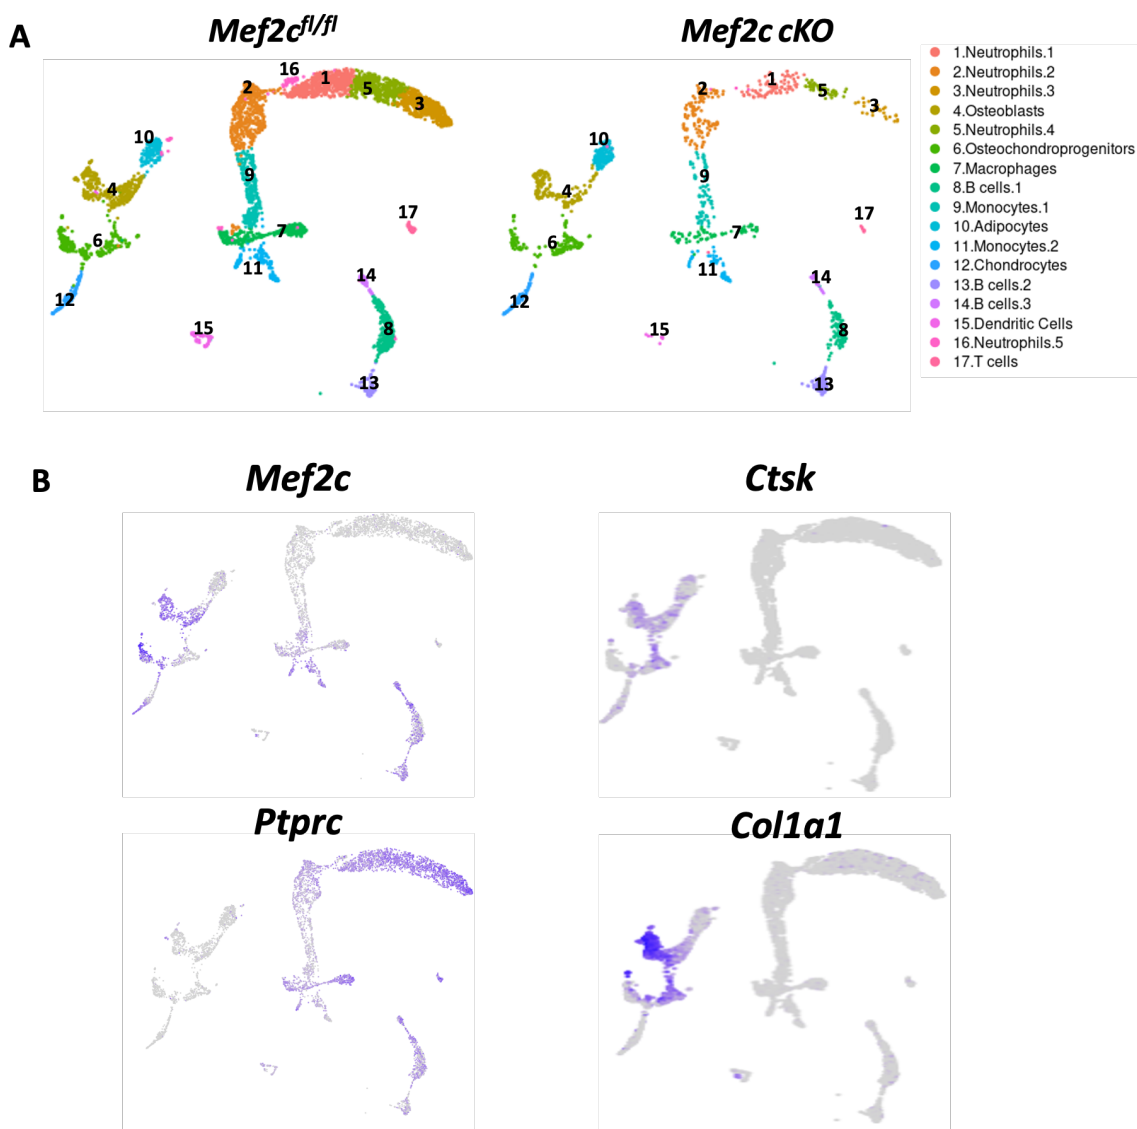 A
Mef2cfl/fl
Mef2c cKO
16
1
2
5
3
10
9
4
6
7
17
11
12
14
15
8
13
1
2
5
3
10
9
4
17
6
7
11
14
12
15
8
13
1.Neutrophils.1
2.Neutrophils.2
3.Neutrophils.3
4.Osteoblasts
5.Neutrophils.4
6.Osteochondroprogenitors
7.Macrophages
8.B cells.1
9.Monocytes.1
10.Adipocytes
11.Monocytes.2
12.Chondrocytes
13.B cells.2
14.B cells.3
15.Dendritic Cells
16.Neutrophils.5
17.T cells
B
Mef2c
Ctsk
Ptprc
Col1a1